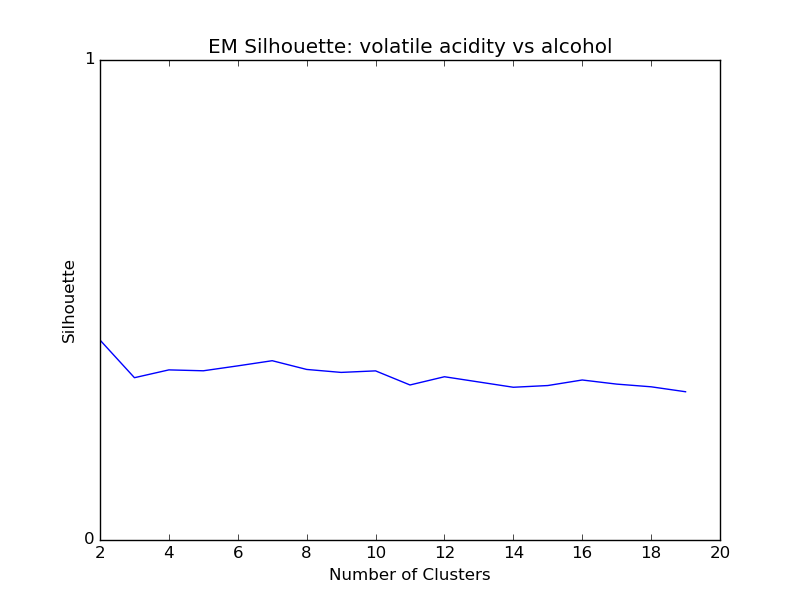 EM Silhouette: volatile acidity vs alcohol
1
Silhouette
0
2 4 6 8 10 12 14 16 18 20
Number of Clusters